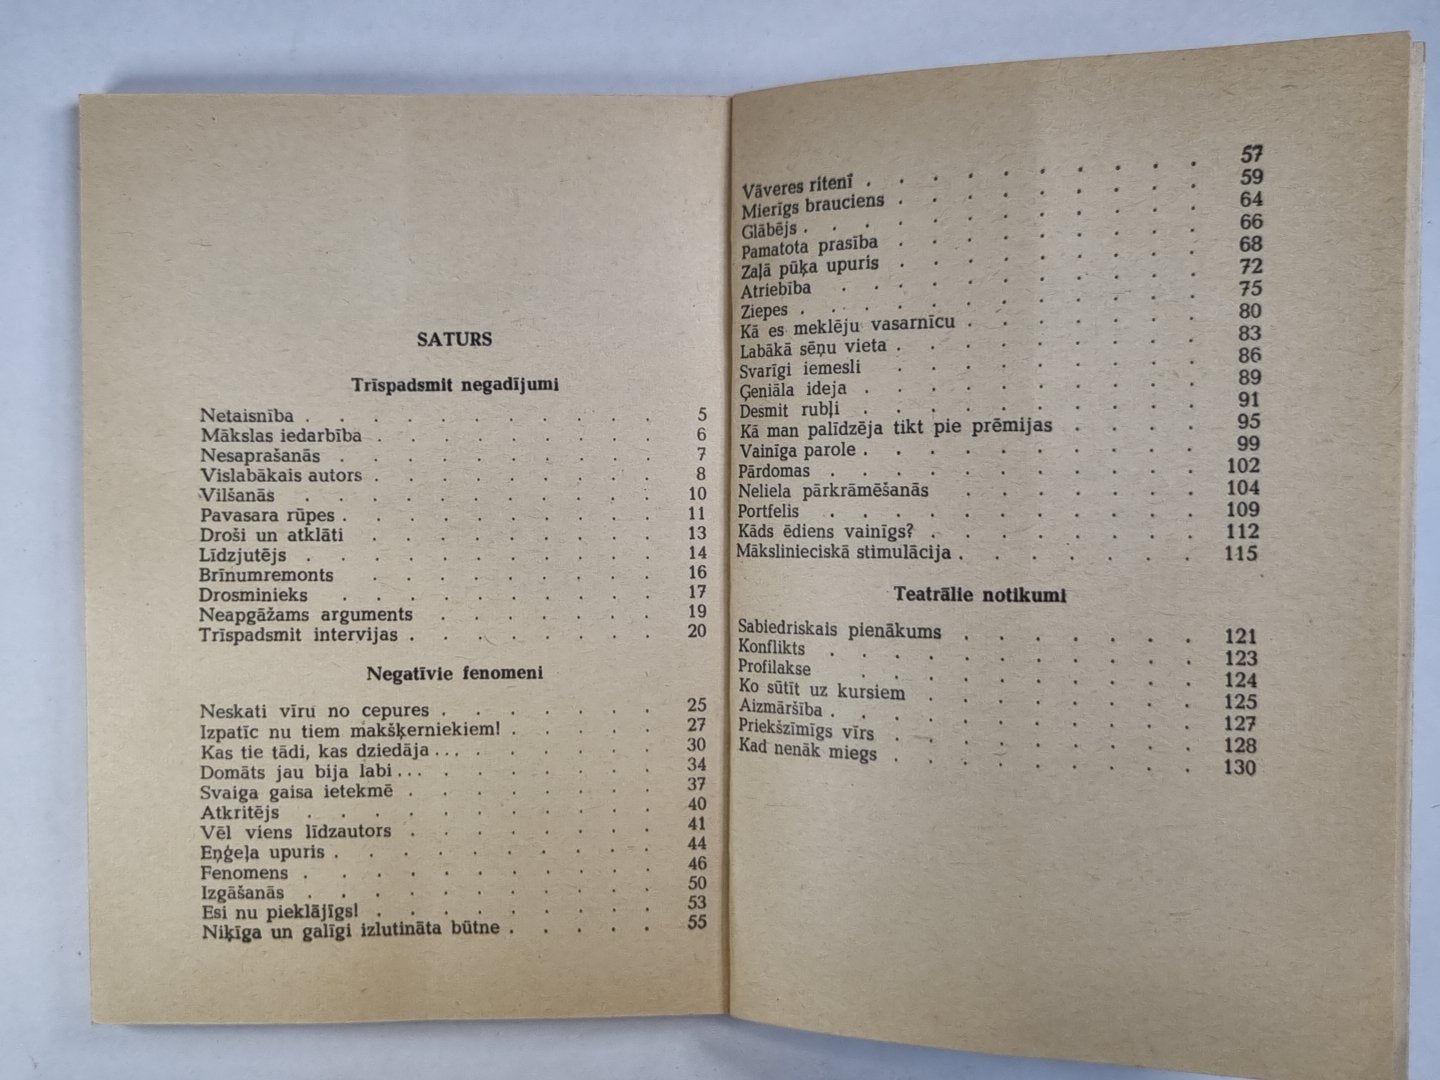 SATURS
Trīspadsmit negadījumi
Netaisnība . . . . . . . . . . . 5
Mākslas iedarbība . . . . . . . . . 6
Nesaprašanās . . . . . . . . . . 7
Vislabākais autors . . . . . . . . . 8
Vilšanās . . . . . . . . . . . 10
Pavasara rūpes . . . . . . . . . . 11
Droši un atklāti . . . . . . . . . 13
Līdzjutējs . . . . . . . . . . . 14
Brīnumremonts . . . . . . . . . 16
Drosminieks . . . . . . . . . . 17
Neapgāžams arguments . . . . . . . 19
Trīspadsmit intervijas . . . . . . . . 20
Negatīvie fenomeni
Neskati vīru no cepures . . . . . . . 25
Izpatīc nu tiem makšķerniekiem! . . . . . 27
Kas tie tādi, kas dziedāja . . . . . . . . . 30
Domāts jau bija labi . . . . . . . . . . 34
Svaiga gaisa ietekmē . . . . . . . . 37
Atkritējs . . . . . . . . . . . 40
Vēl viens līdzautors . . . . . . . . 41
Eņģeļa upuris . . . . . . . . . . 44
Fenomens . . . . . . . . . . . 46
Izgāšanās . . . . . . . . . . . 50
Esi nu pieklājīgs! . . . . . . . . . 53
Niķīga un galīgi izlutināta būtne . . . . . 55
Vāveres ritenī . . . . . . . . . . 57
Mierīgs brauciens . . . . . . . . . 59
Glābējs . . . . . . . . . . . . 64
Pamatota prasība . . . . . . . . . 66
Zaļā pūķa upuris . . . . . . . . . 68
Atriebība . . . . . . . . . . . 72
Ziepes . . . . . . . . . . . . 75
Kā es meklēju vasarnīcu . . . . . . . 80
Labākā sēņu vieta . . . . . . . . . 83
Svarīgi iemesli . . . . . . . . . . 86
Ģeniāla ideja . . . . . . . . . . 89
Desmit rubļi . . . . . . . . . . 91
Kā man palīdzēja tikt pie prēmijas . . . . 95
Vainīga parole . . . . . . . . . . 99
Pārdomas . . . . . . . . . . . 102
Neliela pārkrāmēšanās . . . . . . . 104
Portfelis . . . . . . . . . . . 109
Kāds ēdiens vainīgs? . . . . . . . . 112
Mākslinieciskā stimulācija . . . . . . . 115
Teatrālie notikumi
Sabiedriskais pienākums . . . . . . . 121
Konflikts . . . . . . . . . . . 123
Profilakse . . . . . . . . . . 124
Ko sūtīt uz kursiem . . . . . . . . 125
Aizmāršība . . . . . . . . . . . 127
Priekšzīmīgs vīrs . . . . . . . . . 128
Kad nenāk miegs . . . . . . . . . 130